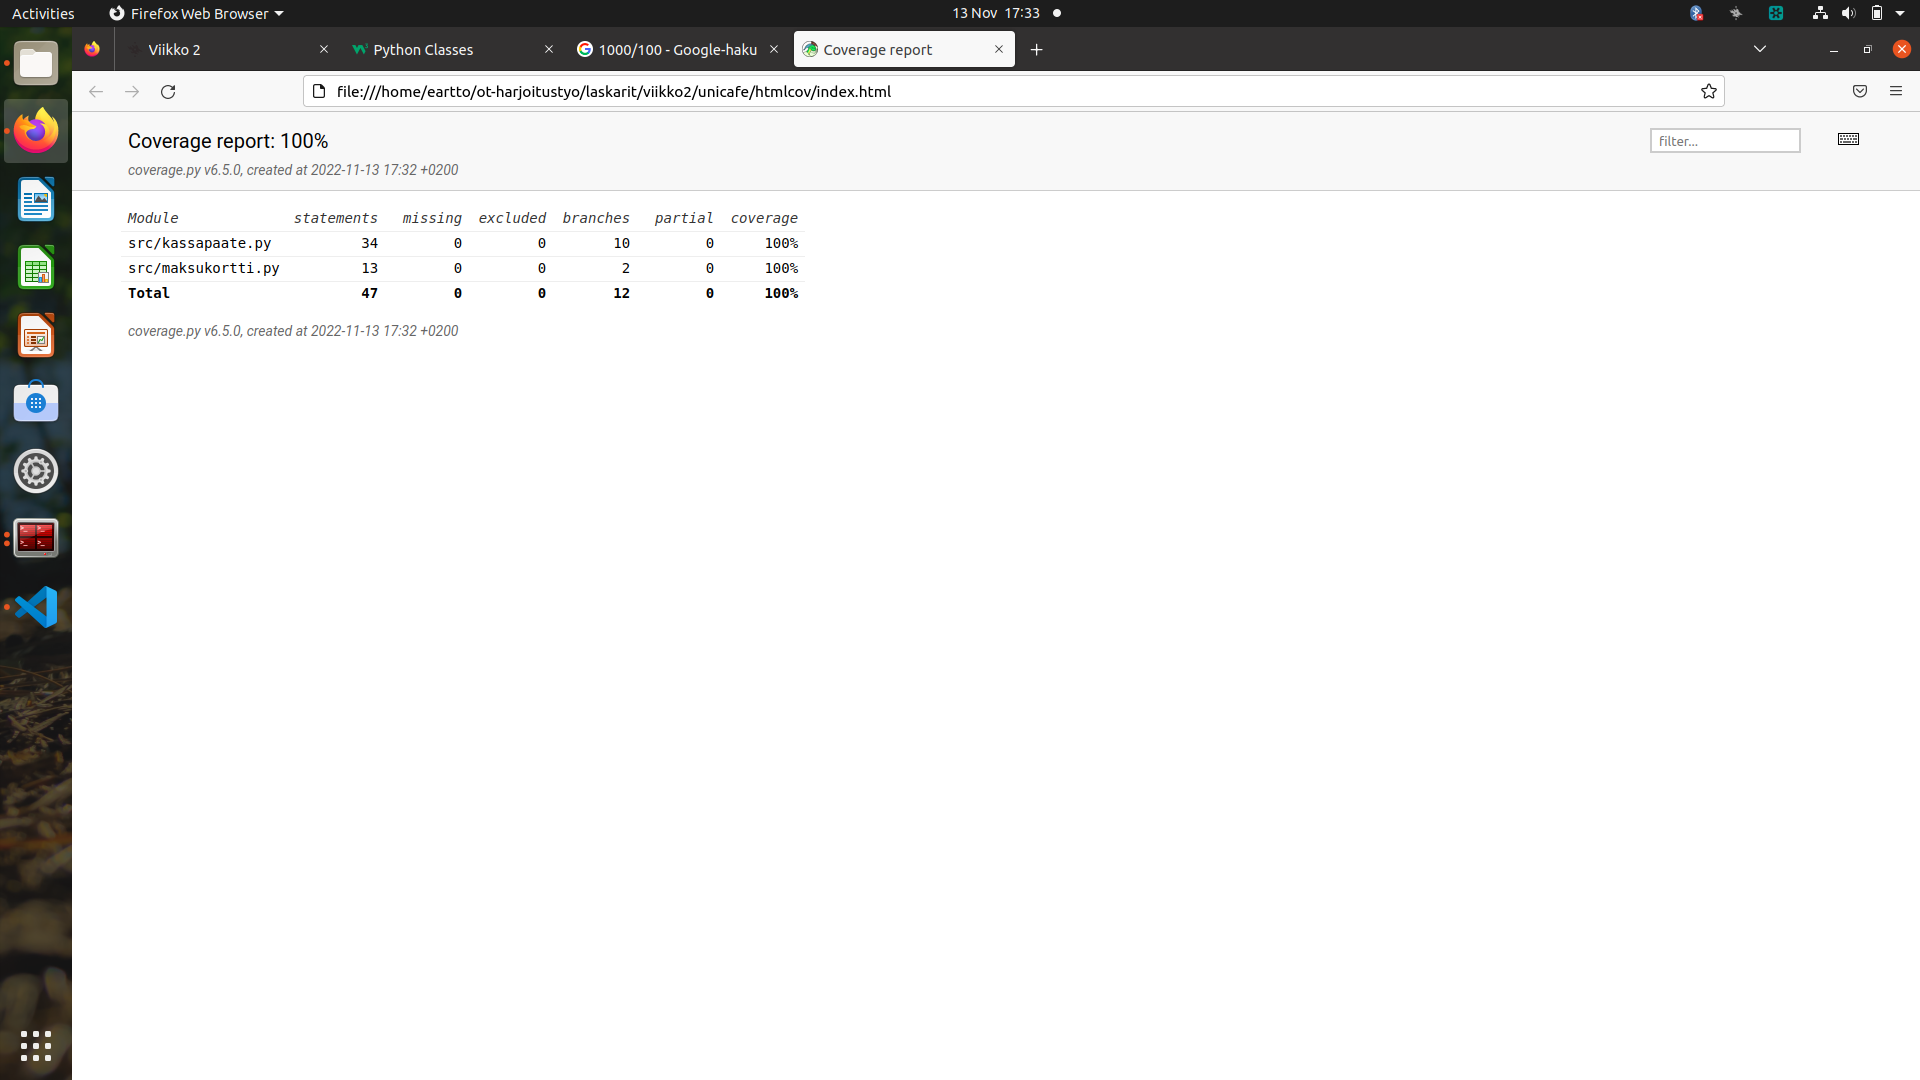 Activities Firefox Web Browser 13 Nov 17:33
Viikko 2 Python Classes 1000/100 - Google-haku Coverage report
file:///home/eartto/ot-harjoitustyo/laskarit/viikko2/unicafe/htmlcov/index.html
Coverage report: 100% filter...
coverage.py v6.5.0, created at 2022-11-13 17:32 +0200
Module statements missing excluded branches partial coverage
src/kassapaate.py 34 0 0 10 0 100%
src/maksukortti.py 13 0 0 2 0 100%
Total 47 0 0 12 0 100%
coverage.py v6.5.0, created at 2022-11-13 17:32 +0200